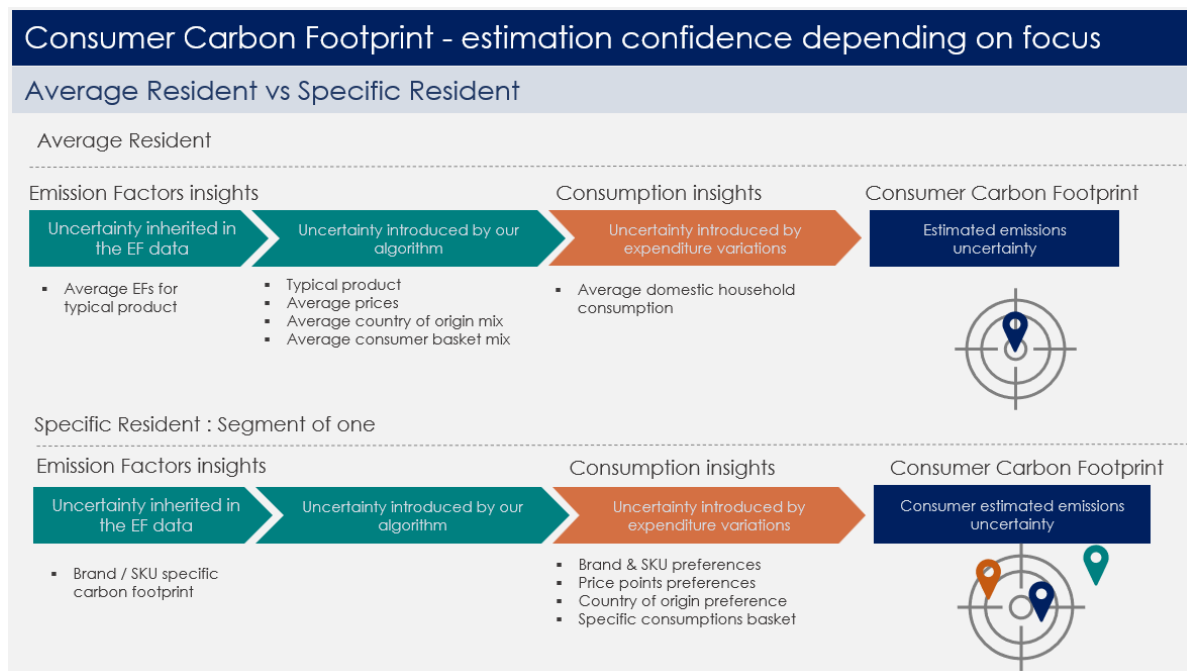 Consumer Carbon Footprint - estimation confidence depending on focus
Average Resident vs Specific Resident
Average Resident
Emission Factors insights
Consumption insights
Consumer Carbon Footprint
Uncertainty inherited in
the EF data
Uncertainty introduced by our
algorithm
Uncertainty introduced by
expenditure variations
Estimated emissions
uncertainty
▪ Average EFs for
typical product
▪ Typical product
▪ Average prices
▪ Average country of origin mix
▪ Average consumer basket mix
▪ Average domestic household
consumption
Specific Resident : Segment of one
Emission Factors insights
Consumption insights
Consumer Carbon Footprint
Uncertainty inherited in
the EF data
Uncertainty introduced by our
algorithm
Uncertainty introduced by
expenditure variations
Consumer estimated emissions
uncertainty
▪ Brand / SKU specific
carbon footprint
▪ Brand & SKU preferences
▪ Price points preferences
▪ Country of origin preference
▪ Specific consumptions basket